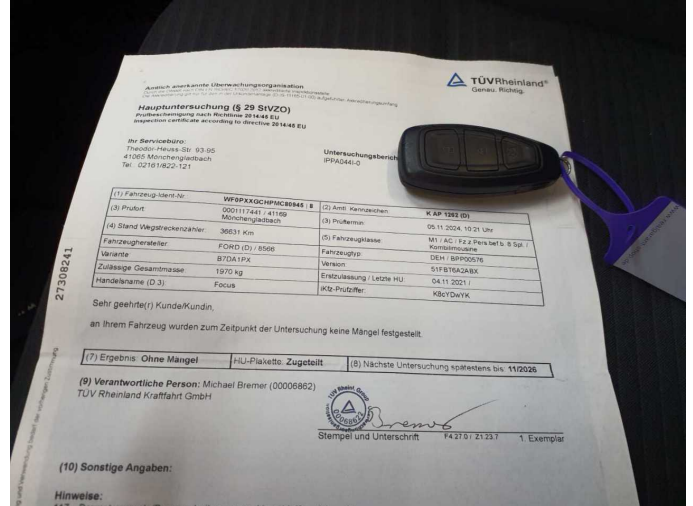 TÜVRheinland®
Genau. Richtig.
Amtlich anerkannte Überwachungsorganisation
Hauptuntersuchung (§ 29 StVZO)
Prüfbescheinigung nach Richtlinie 2014/45 EU
Inspection certificate according to directive 2014/45 EU
Ihr Servicebüro:
Theodor-Heuss-Str. 93-95
41065 Mönchengladbach
Tel.: 02161/822-121
Untersuchungsbericht
IPPA044I-0
(1) Fahrzeug-Ident-Nr. WF0PXXGCHPMC80945 / 8 (2) Amtl. Kennzeichen: K AP 1262 (D)
(3) Prüfort: 0001117441 / 41169 Mönchengladbach (3) Prüftermin: 05.11.2024, 10:21 Uhr
(4) Stand Wegstreckenzähler: 36631 Km (5) Fahrzeugklasse: M1 / AC / Fz.z.Pers.bef.b. 8 Spl. / Kombilimousine
Fahrzeughersteller: FORD (D) / 8566 Fahrzeugtyp: DEH / BPP00576
Variante B7DA1PX Version: 51FBT6A2ABX
Zulässige Gesamtmasse 1970 kg Erstzulassung / Letzte HU 04.11.2021 /
Handelsname (D.3): Focus iKfz-Prüfziffer: K8cYDwYK
Sehr geehrte(r) Kunde/Kundin,
an Ihrem Fahrzeug wurden zum Zeitpunkt der Untersuchung keine Mängel festgestellt.
(7) Ergebnis: Ohne Mängel HU-Plakette: Zugeteilt (8) Nächste Untersuchung spätestens bis: 11/2026
(9) Verantwortliche Person: Michael Bremer (00006862)
TÜV Rheinland Kraftfahrt GmbH
Stempel und Unterschrift F4.27.0 / Z1.23.7 1. Exemplar
(10) Sonstige Angaben:
Hinweise:
27308241